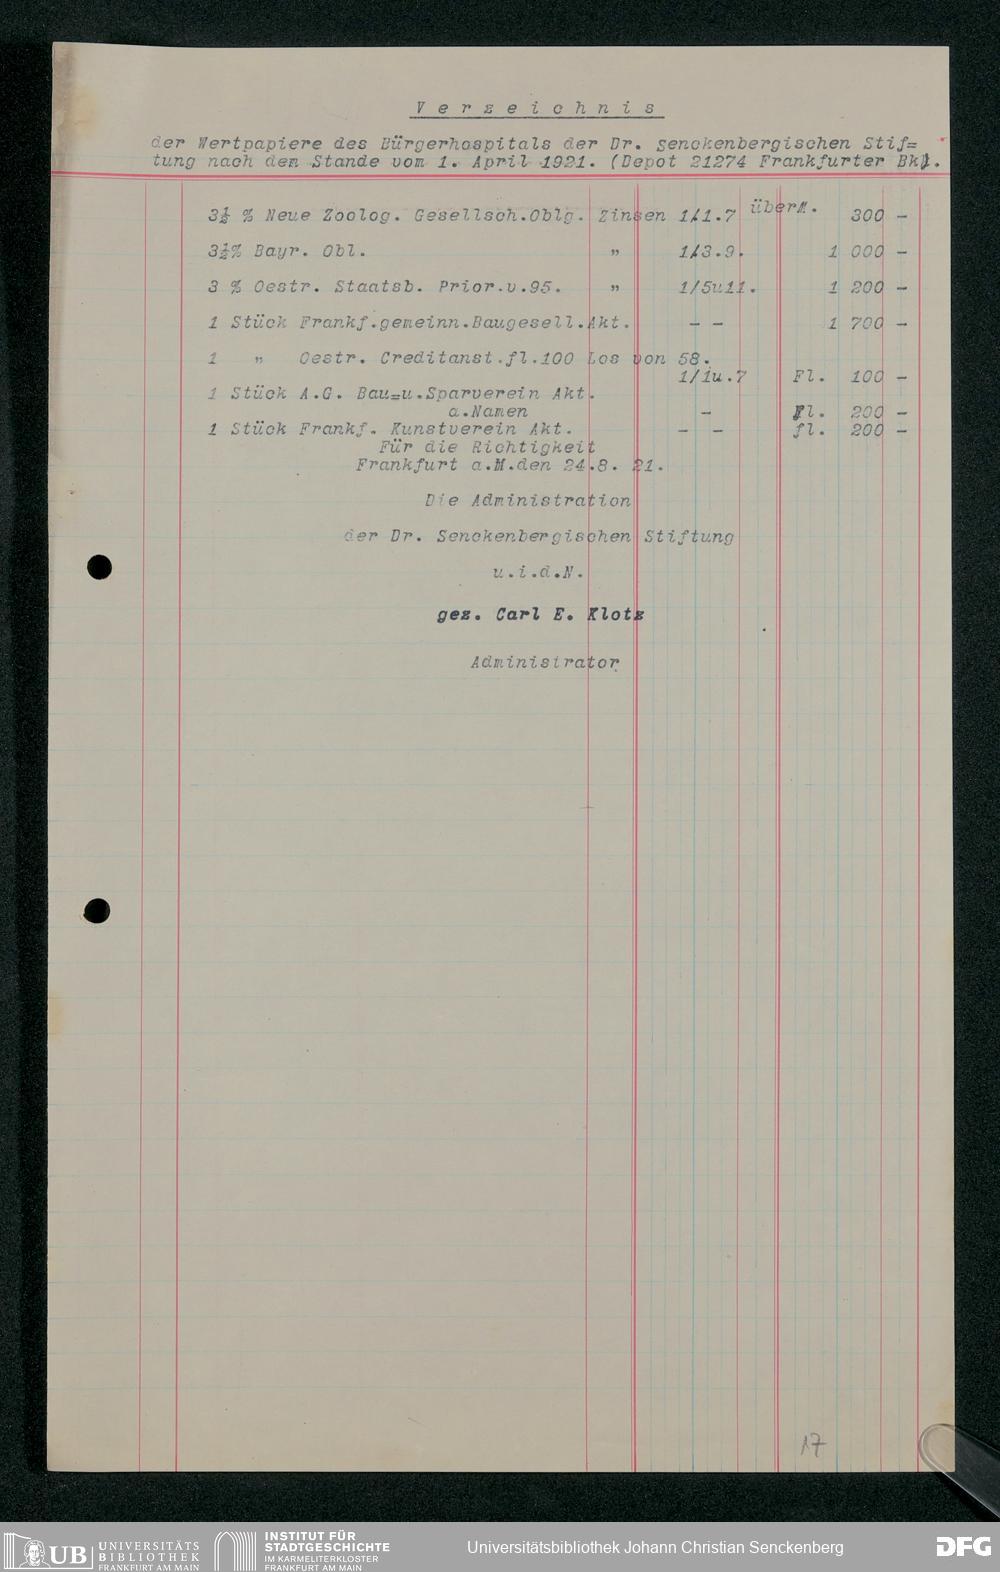 V e r z e i c h n i s
der Wertpapiere des Bürgerhospitals der Dr. senckenbergischen Stif=
tung nach dem Stande vom 1. April 1921. (Depot 21274 Frankfurter Bk).
3½ % Neue Zoolog. Gesellsch.Oblg. Zinsen 1/1.7 überM. 300 -
3½% Bayr. Obl. " 1/3.9. 1 000 -
3 % Oestr. Staatsb. Prior.v.95. " 1/5u11. 1 200 -
1 Stück Frankf.gemeinn.Baugesell.Akt. - - 1 700 -
1 " Oestr. Creditanst.fl.100 Los von 58.
1/1u.7 Fl. 100 -
1 Stück A.G. Bau=u.Sparverein Akt.
a.Namen - Fl. 200 -
1 Stück Frankf. Kunstverein Akt. - - fl. 200 -
Für die Richtigkeit
Frankfurt a.M.den 24.8. 21.
Die Administration
der Dr. Senckenbergischen Stiftung
u.i.d.N.
gez. Carl E. Klotz
Administrator
17
UB UNIVERSITÄTS
BIBLIOTHEK
FRANKFURT AM MAIN
INSTITUT FÜR
STADTGESCHICHTE
IM KARMELITERKLOSTER
FRANKFURT AM MAIN
Universitätsbibliothek Johann Christian Senckenberg
DFG